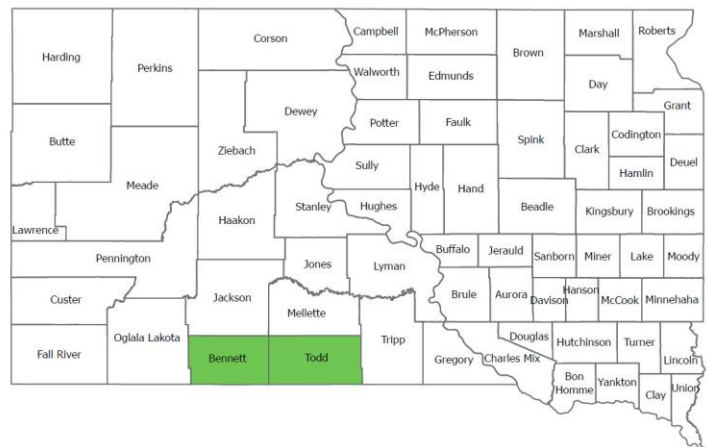 Harding
Perkins
Corson
Campbell
McPherson
Brown
Marshall
Roberts
Walworth
Edmunds
Day
Dewey
Grant
Butte
Ziebach
Potter
Faulk
Spink
Clark
Codington
Deuel
Meade
Sully
Hyde
Hand
Hamlin
Lawrence
Haakon
Stanley
Hughes
Beadle
Kingsbury
Brookings
Pennington
Jones
Lyman
Buffalo
Jerauld
Sanborn
Miner
Lake
Moody
Custer
Jackson
Mellette
Brule
Aurora
Davison
Hanson
McCook
Minnehaha
Fall River
Oglala Lakota
Bennett
Todd
Tripp
Gregory
Charles Mix
Douglas
Hutchinson
Turner
Lincoln
Bon
Homme
Yankton
Clay
Union